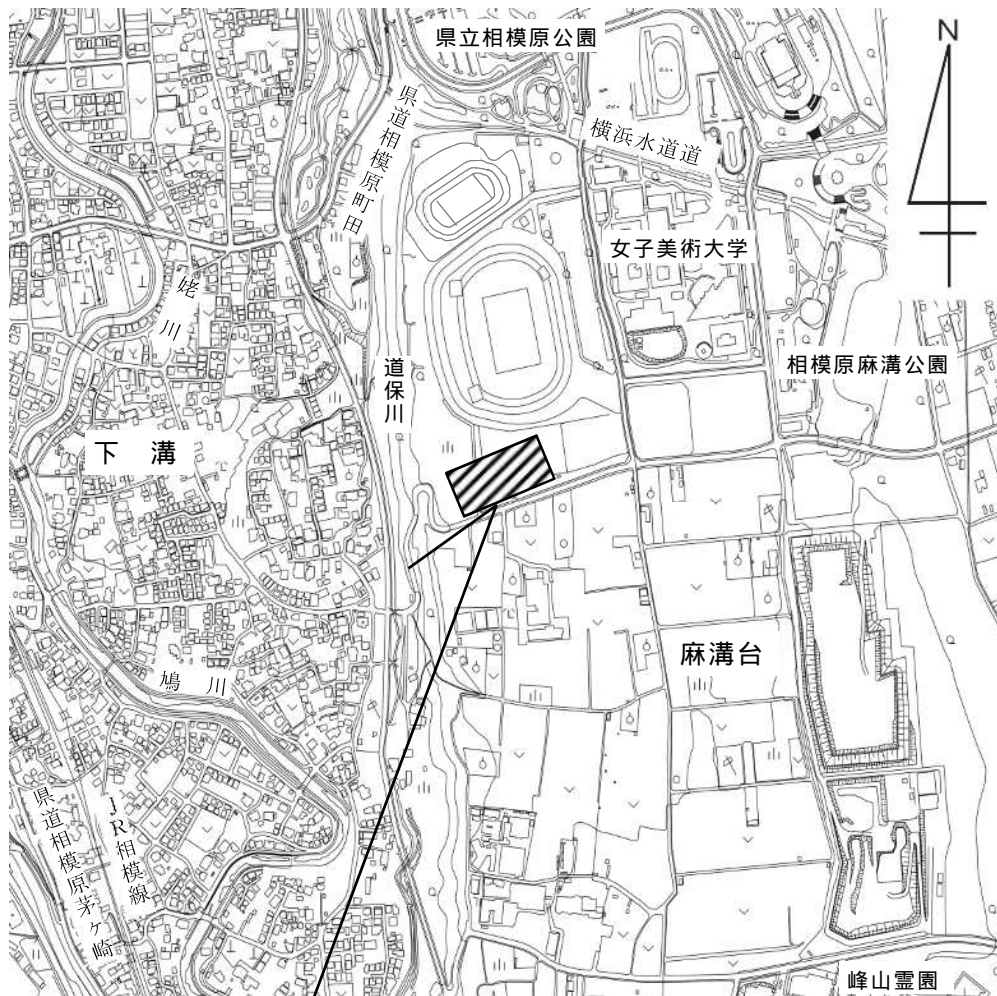 県立相模原公園
N
県道相模原町田
横浜水道道
女子美術大学
姥川
道保川
相模原麻溝公園
下溝
麻溝台
鳩川
県道相模原茅ヶ崎
JR相模線
峰山霊園